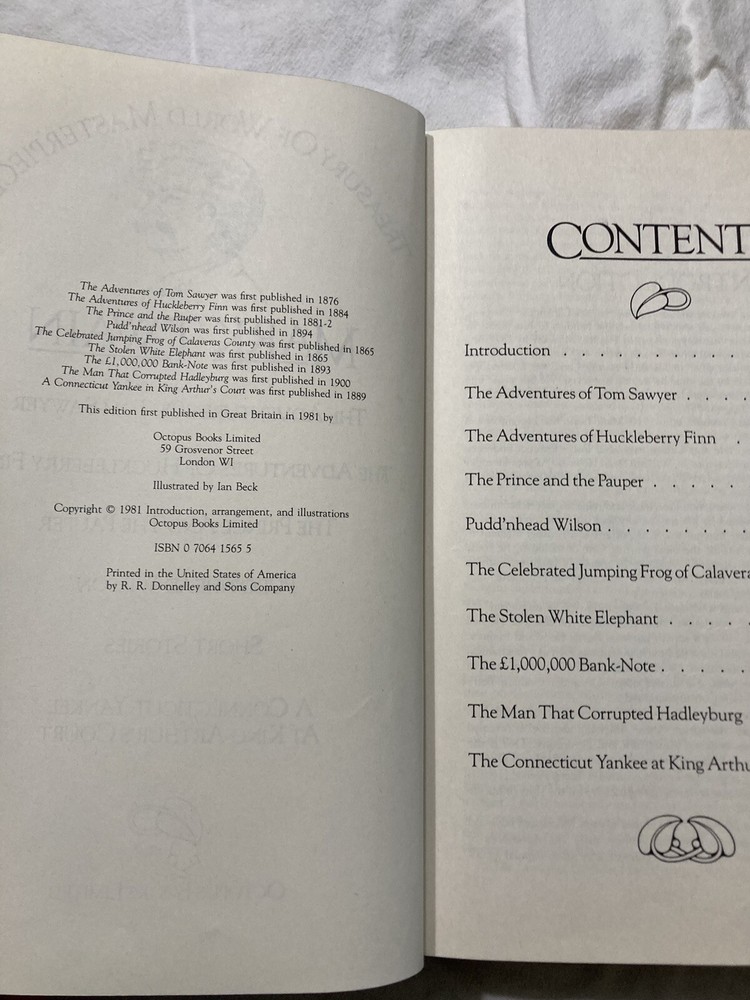 The Adventures of Tom Sawyer was first published in 1876
The Adventures of Huckleberry Finn was first published in 1884
The Prince and the Pauper was first published in 1881-2
Pudd'nhead Wilson was first published in 1894
The Celebrated Jumping Frog of Calaveras County was first published in 1865
The Stolen White Elephant was first published in 1865
The £1,000,000 Bank-Note was first published in 1893
The Man That Corrupted Hadleyburg was first published in 1900
A Connecticut Yankee in King Arthur's Court was first published in 1889
This edition first published in Great Britain in 1981 by
Octopus Books Limited
59 Grosvenor Street
London WI
Illustrated by Ian Beck
Copyright © 1981 Introduction, arrangement, and illustrations
Octopus Books Limited
ISBN 0 7064 1565 5
Printed in the United States of America
by R. R. Donnelley and Sons Company
CONTENT
Introduction . . . . . . . . .
The Adventures of Tom Sawyer . . . .
The Adventures of Huckleberry Finn .
The Prince and the Pauper . . . . .
Pudd'nhead Wilson . . . . . . .
The Celebrated Jumping Frog of Calavera
The Stolen White Elephant . . . .
The £1,000,000 Bank-Note . . . . .
The Man That Corrupted Hadleyburg
The Connecticut Yankee at King Arthu